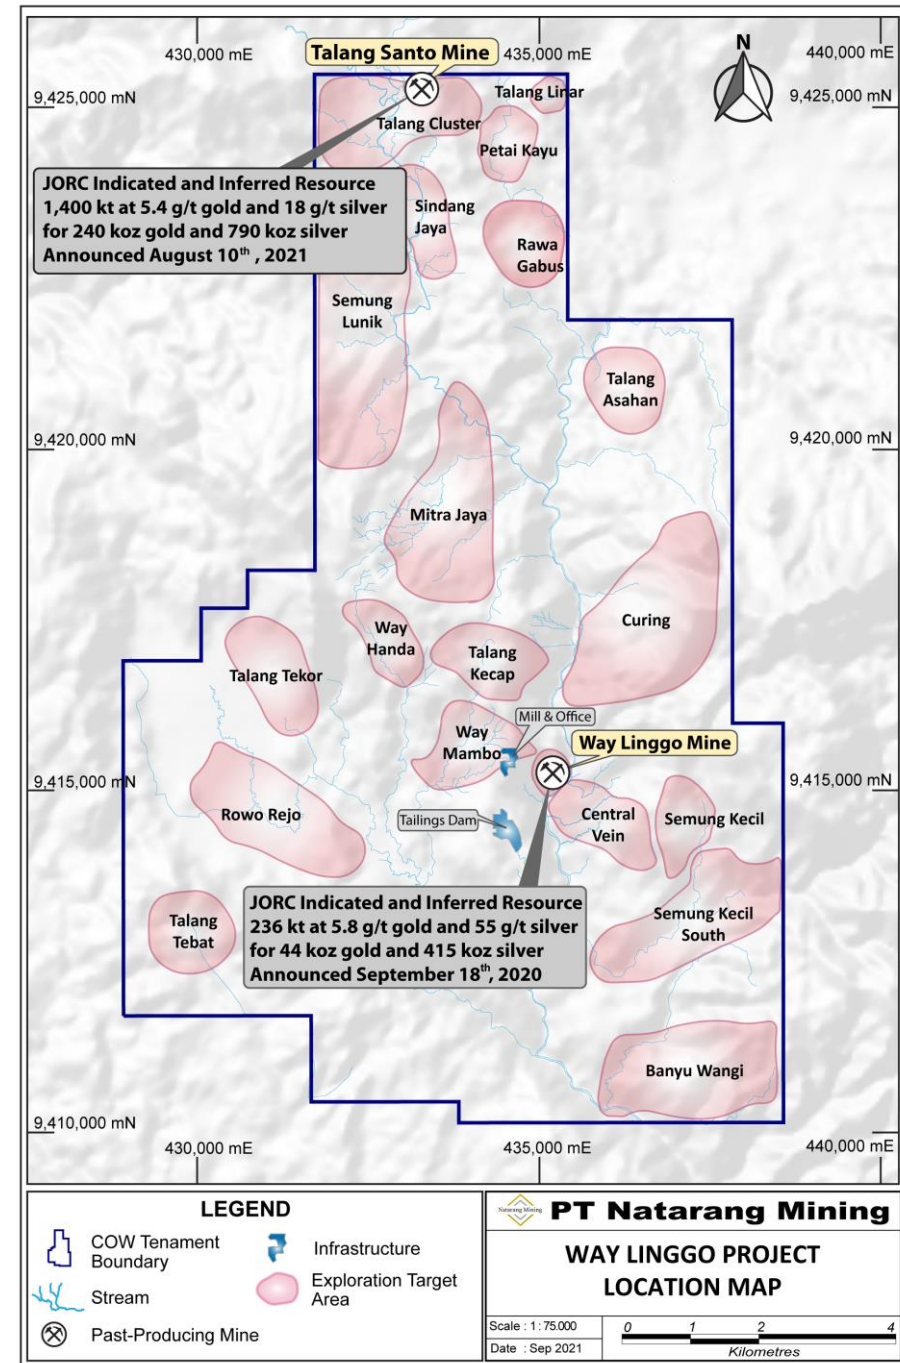 430,000 mE
435,000 mE
440,000 mE
Talang Santo Mine
N
9,425,000 mN
9,425,000 mN
Talang Linar
Talang Cluster
Petai Kayu
JORC Indicated and Inferred Resource
1,400 kt at 5.4 g/t gold and 18 g/t silver
for 240 koz gold and 790 koz silver
Announced August 10th , 2021
Sindang
Jaya
Rawa
Gabus
Semung
Lunik
Talang
Asahan
9,420,000 mN
9,420,000 mN
Mitra Jaya
Curing
Way
Handa
Talang
Kecap
Talang Tekor
Mill & Office
Way
Mambo
Way Linggo Mine
9,415,000 mN
9,415,000 mN
Rowo Rejo
Tailings Dam
Central
Vein
Semung Kecil
JORC Indicated and Inferred Resource
236 kt at 5.8 g/t gold and 55 g/t silver
for 44 koz gold and 415 koz silver
Announced September 18th, 2020
Talang
Tebat
Semung Kecil
South
Banyu Wangi
9,410,000 mN
430,000 mE
435,000 mE
440,000 mE
LEGEND
COW Tenament
Boundary
Stream
Past-Producing Mine
Infrastructure
Exploration Target
Area
Natarang Mining
PT Natarang Mining
WAY LINGGO PROJECT
LOCATION MAP
Scale : 1 : 75.000
Date : Sep 2021
0 1 2 4
Kilometres